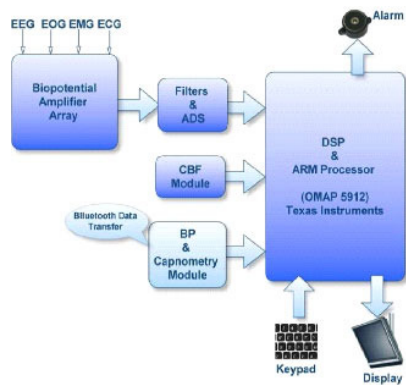 EEG EOG EMG ECG
Alarm
Biopotential
Amplifier
Array
Filters
&
ADS
DSP
&
ARM Processor
(OMAP 5912)
Texas Instruments
CBF
Module
Blluetooth Data
Transfer
BP
&
Capnometry
Module
Keypad
Display